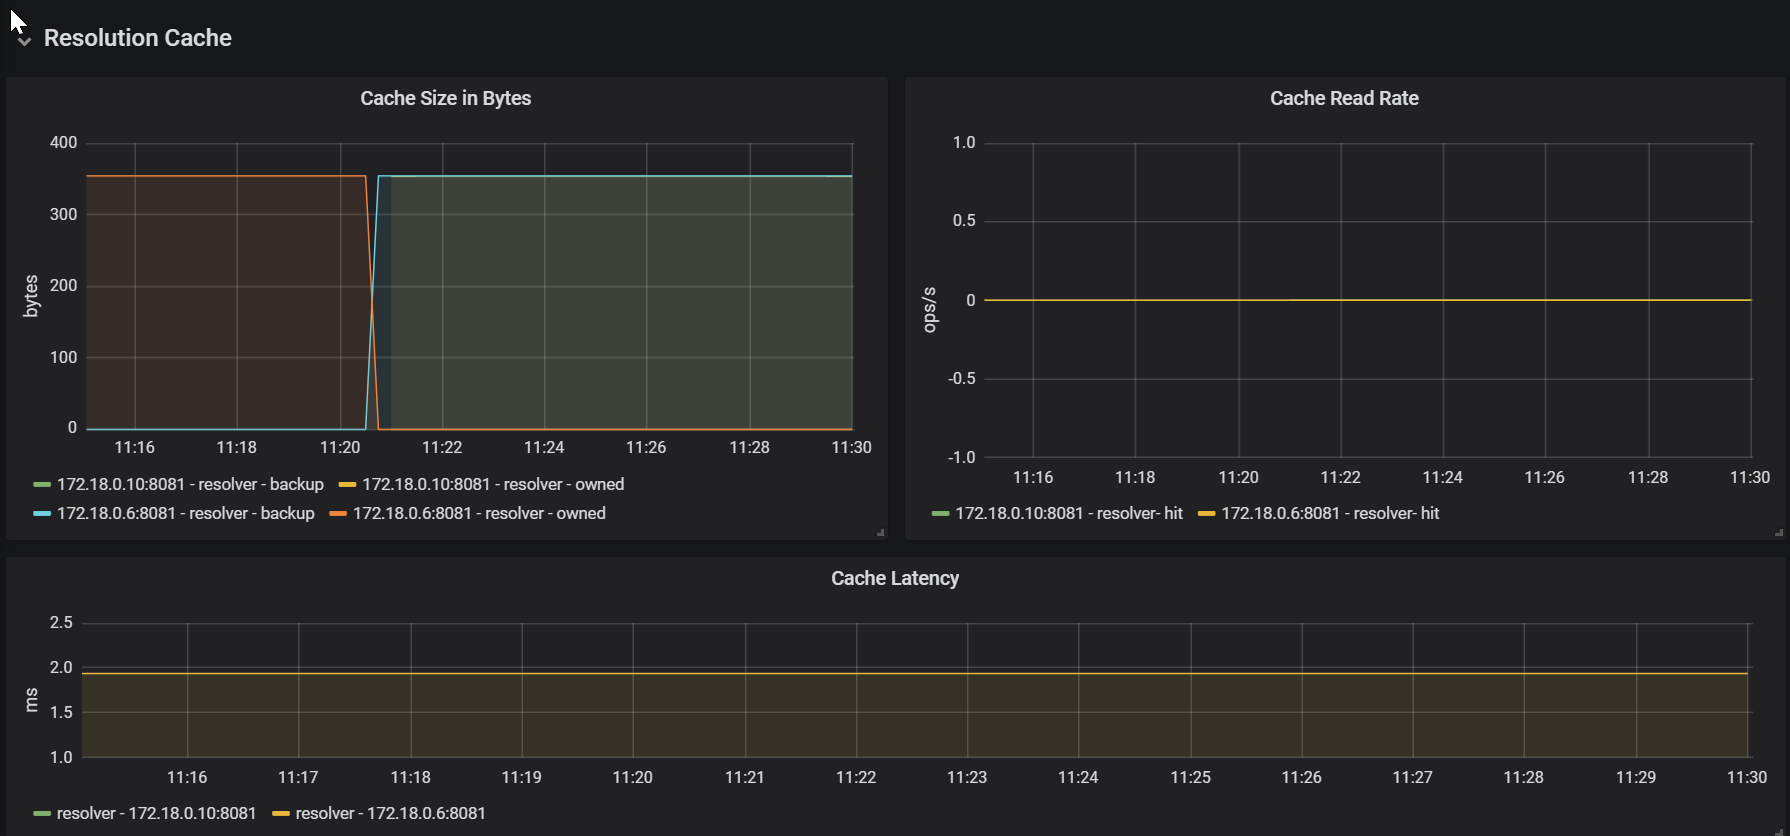 Resolution Cache
Cache Size in Bytes
400
300
200
100
0
bytes
11:16 11:18 11:20 11:22 11:24 11:26 11:28 11:30
172.18.0.10:8081 - resolver - backup 172.18.0.10:8081 - resolver - owned
172.18.0.6:8081 - resolver - backup 172.18.0.6:8081 - resolver - owned
Cache Read Rate
1.0
0.5
0
-0.5
-1.0
ops/s
11:16 11:18 11:20 11:22 11:24 11:26 11:28 11:30
172.18.0.10:8081 - resolver- hit 172.18.0.6:8081 - resolver- hit
Cache Latency
2.5
2.0
1.5
1.0
ms
11:16 11:17 11:18 11:19 11:20 11:21 11:22 11:23 11:24 11:25 11:26 11:27 11:28 11:29 11:30
resolver - 172.18.0.10:8081 resolver - 172.18.0.6:8081